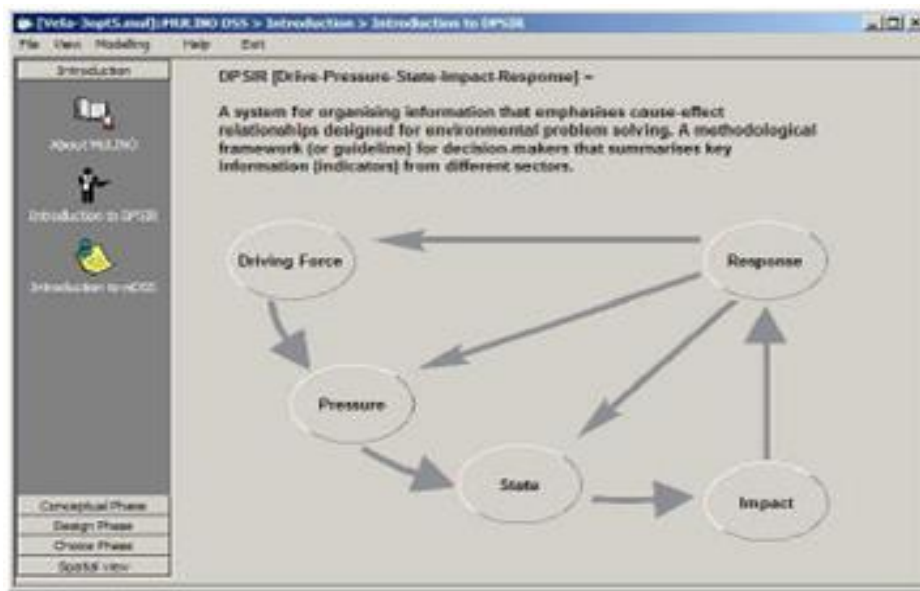 [Vela-3opt5.mul]:MULINO DSS > Introduction > Introduction to DPSIR
File View Modelling Help Exit
Introduction
About MULINO
Introduction to DPSIR
Introduction to mDSS
Conceptual Phase
Design Phase
Choice Phase
Spatial view
DPSIR [Drive-Pressure-State-Impact-Response] -
A system for organising information that emphasises cause-effect
relationships designed for environmental problem solving. A methodological
framework (or guideline) for decision-makers that summarises key
information (indicators) from different sectors.
Driving Force
Response
Pressure
State
Impact